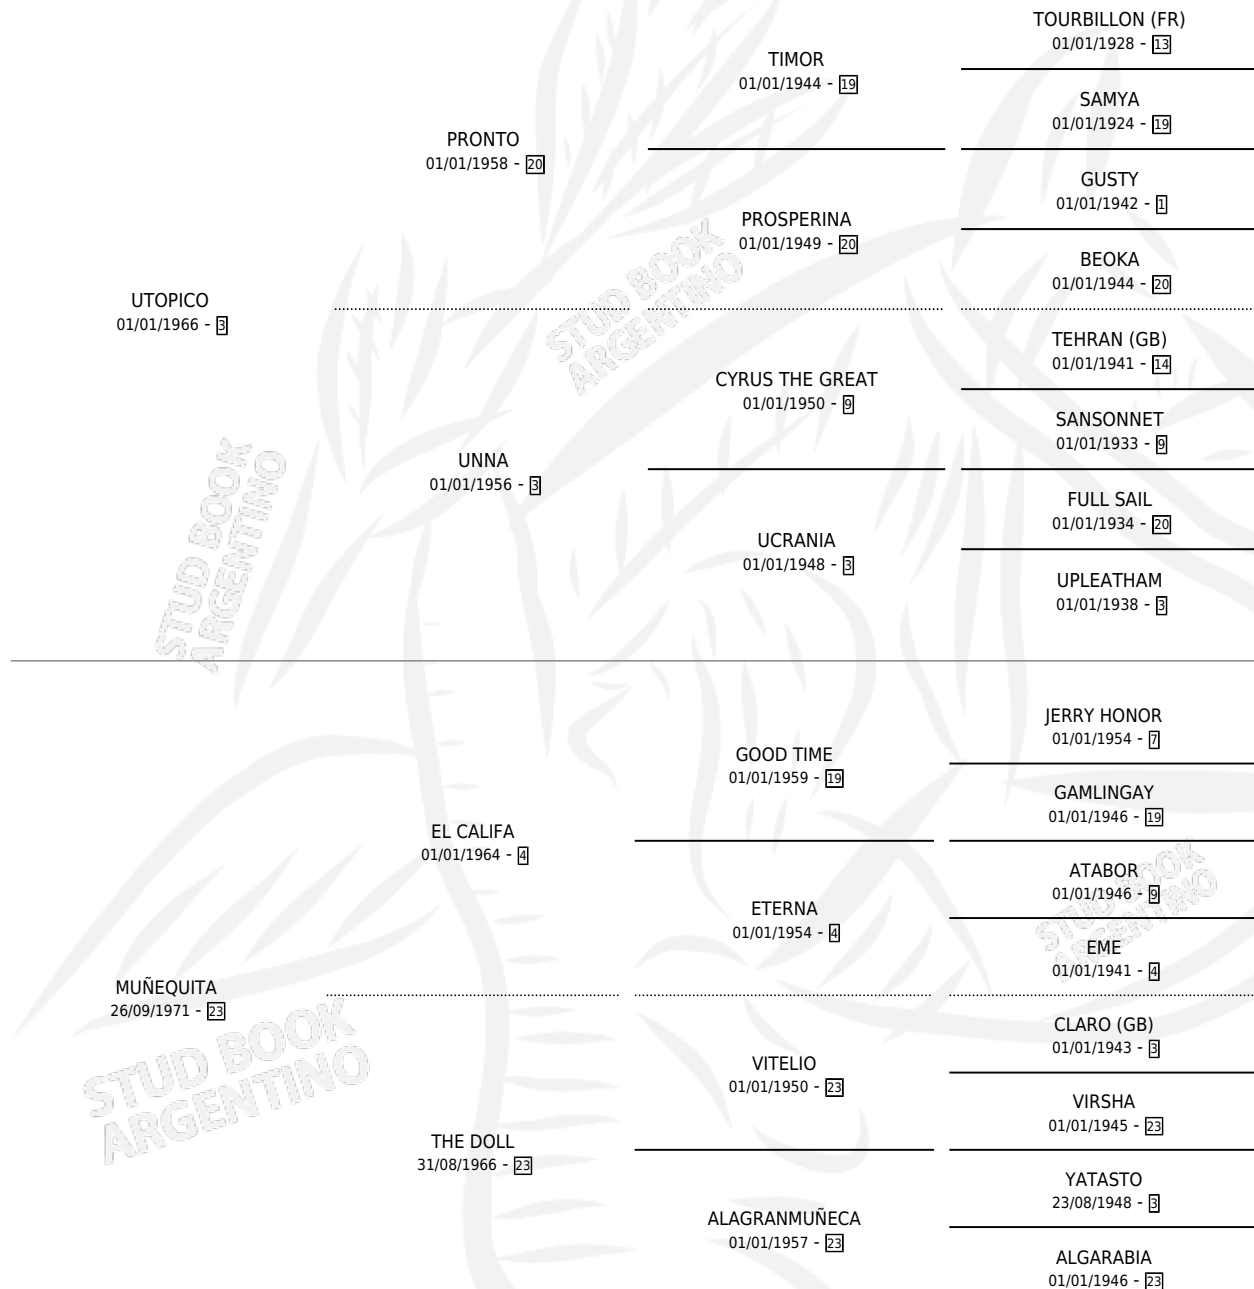 TOURBILLON (FR)
01/01/1928 - 13
TIMOR
01/01/1944 - 19
SAMYA
01/01/1924 - 19
PRONTO
01/01/1958 - 20
GUSTY
01/01/1942 - 1
PROSPERINA
01/01/1949 - 20
BEOKA
01/01/1944 - 20
UTOPICO
01/01/1966 - 3
TEHRAN (GB)
01/01/1941 - 14
CYRUS THE GREAT
01/01/1950 - 9
SANSONNET
01/01/1933 - 9
UNNA
01/01/1956 - 3
FULL SAIL
01/01/1934 - 20
UCRANIA
01/01/1948 - 3
UPLEATHAM
01/01/1938 - 3
JERRY HONOR
01/01/1954 - 7
GOOD TIME
01/01/1959 - 19
GAMLINGAY
01/01/1946 - 19
EL CALIFA
01/01/1964 - 4
ATABOR
01/01/1946 - 9
ETERNA
01/01/1954 - 4
EME
01/01/1941 - 4
MUÑEQUITA
26/09/1971 - 23
CLARO (GB)
01/01/1943 - 3
VITELIO
01/01/1950 - 23
VIRSHA
01/01/1945 - 23
THE DOLL
31/08/1966 - 23
YATASTO
23/08/1948 - 3
ALAGRANMUÑECA
01/01/1957 - 23
ALGARABIA
01/01/1946 - 23
STUD BOOK
ARGENTINO
STUD BOOK
ARGENTINO
STUD BOOK
ARGENTINO
STUD BOOK
ARGENTINO